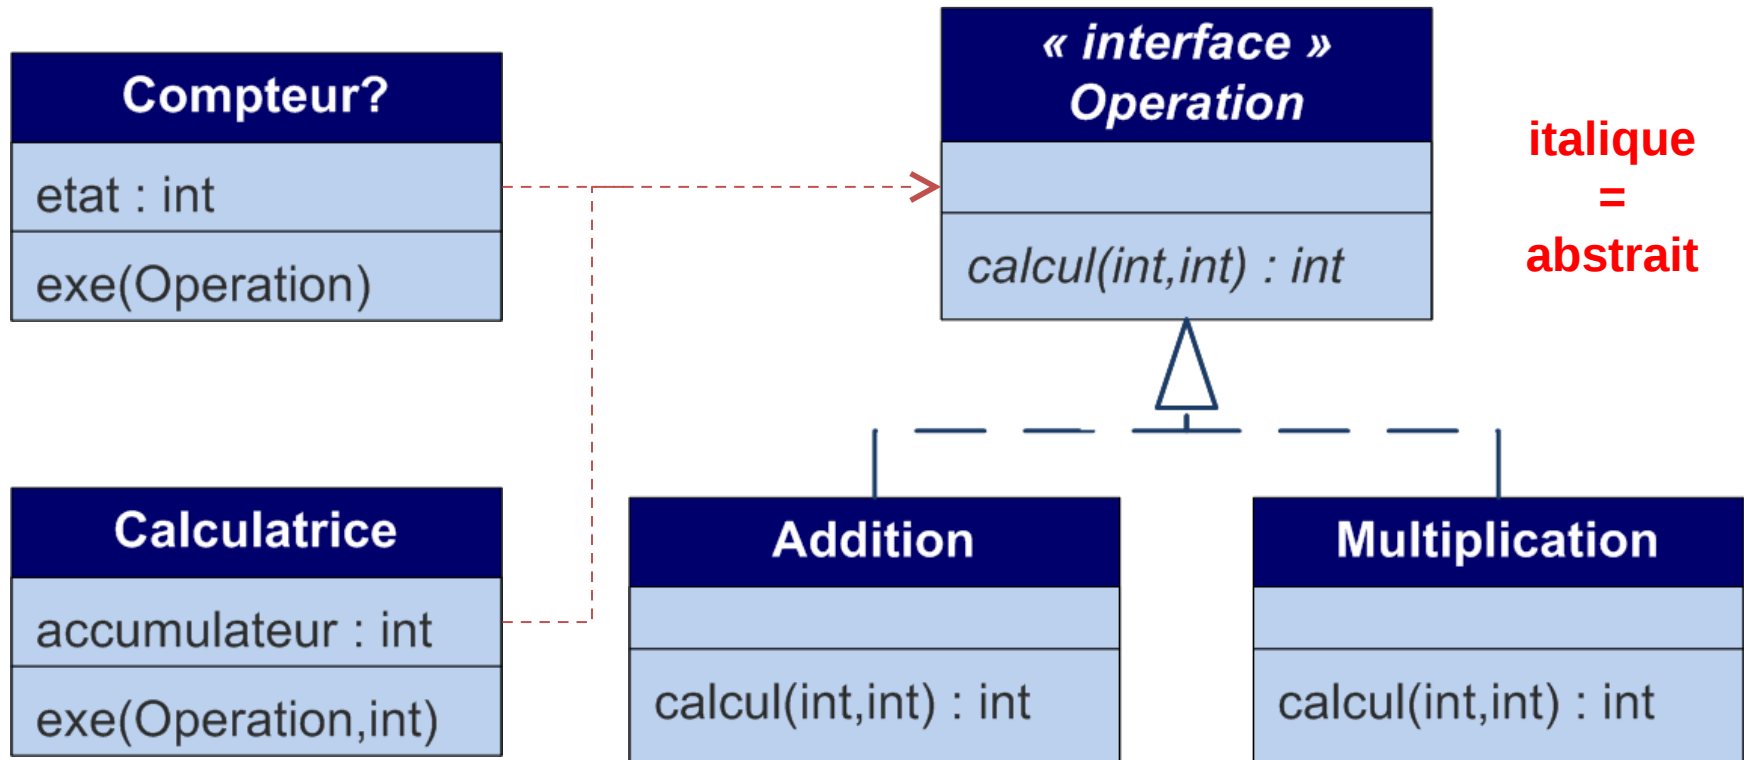 Compteur?
etat : int
exe(Operation)
« interface »
Operation
calcul(int,int) : int
italique
=
abstrait
Calculatrice
accumulateur : int
exe(Operation,int)
Addition
calcul(int,int) : int
Multiplication
calcul(int,int) : int